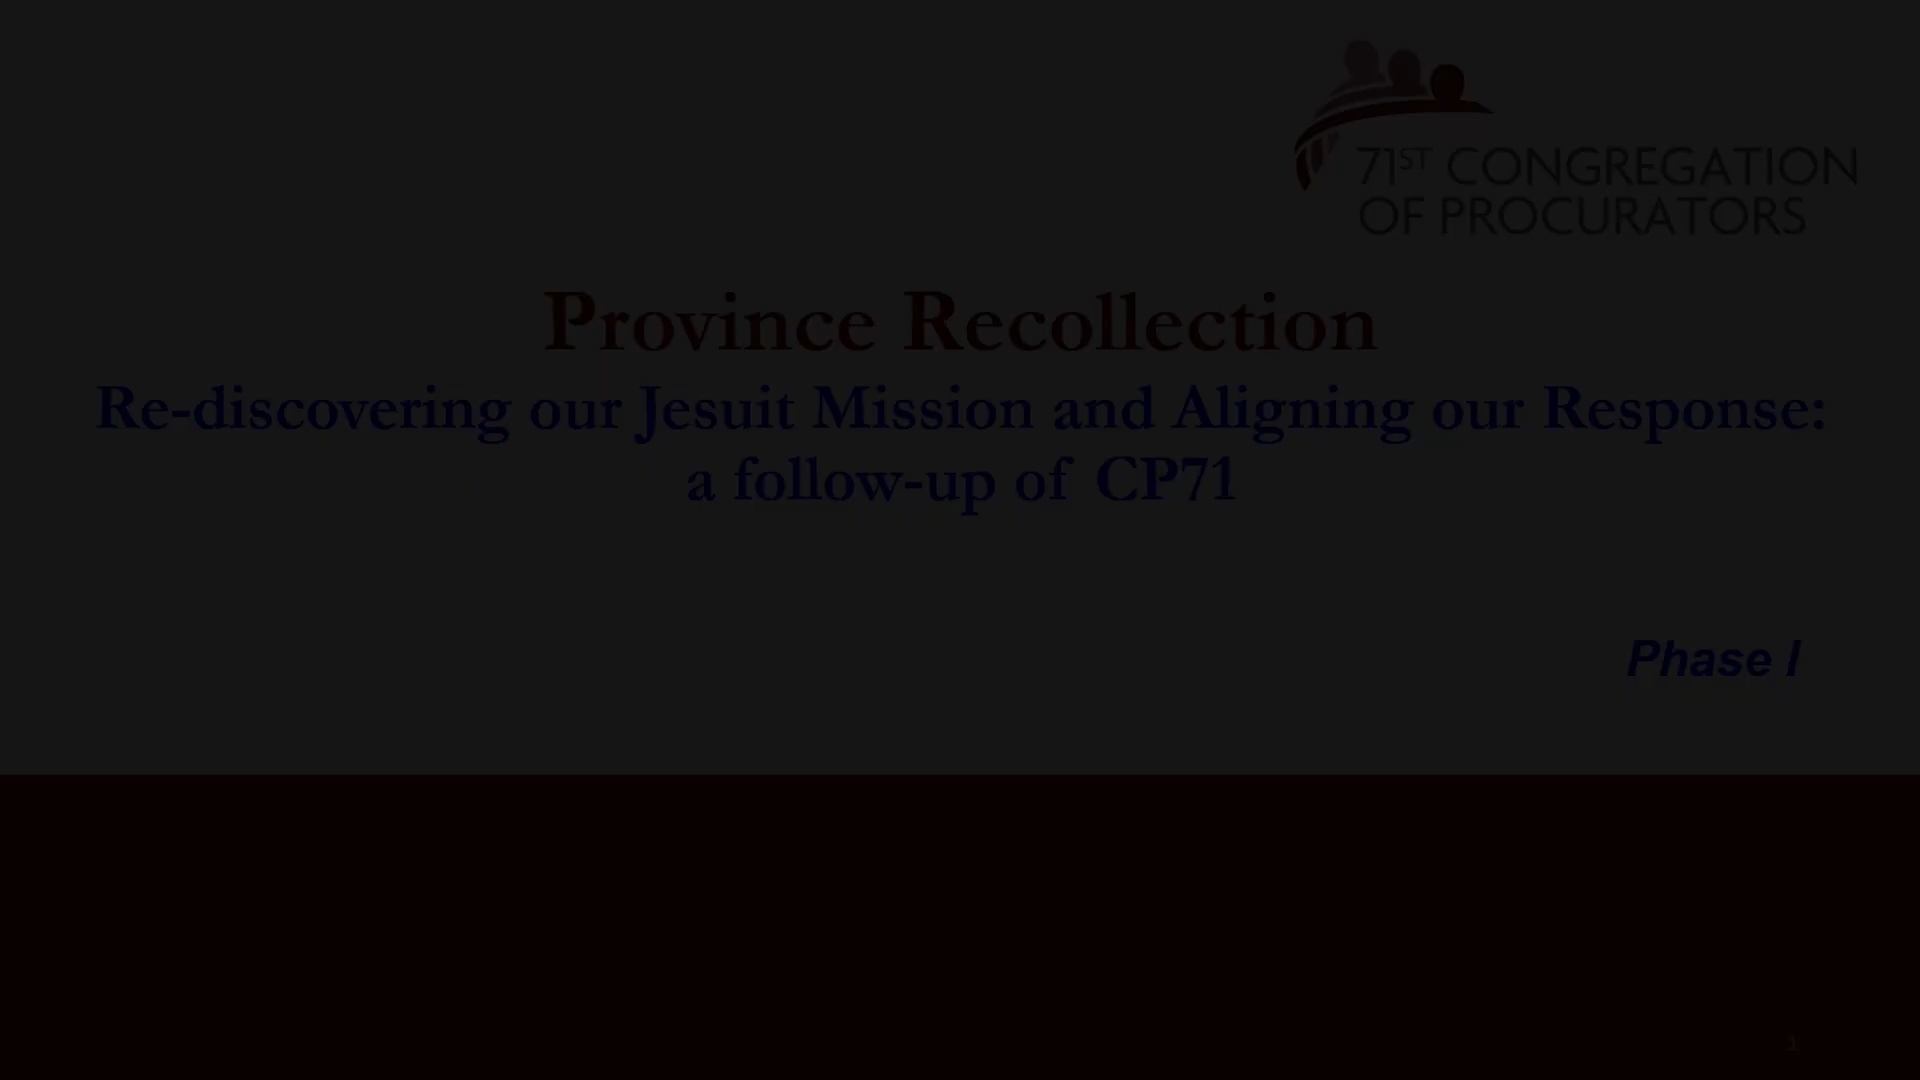 71ST CONGREGATION
OF PROCURATORS
Province Recollection
Re-discovering our Jesuit Mission and Aligning our Response:
a follow-up of CP71
Phase I